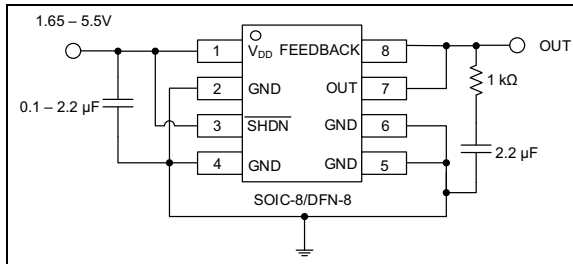 1.65 – 5.5V
0.1 – 2.2 µF
1
2
3
4
VDD
GND
SHDN
GND
FEEDBACK
OUT
GND
GND
8
7
6
5
OUT
1 kΩ
2.2 µF
SOIC-8/DFN-8